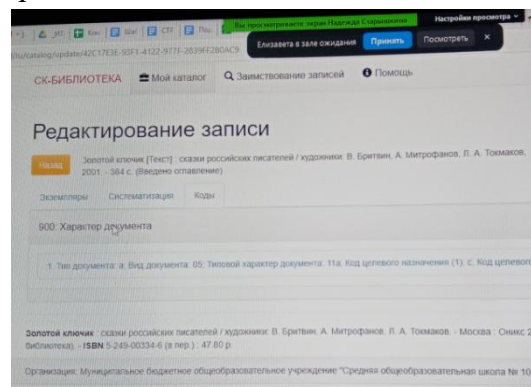 Вы просматриваете экран Надежда Старынина
Настройки просмотра
Елизавета в зале ожидания Принять Посмотреть ×
СК-БИБЛИОТЕКА Мой каталог Заимствование записей Помощь
Редактирование записи
Назад
Золотой ключик [Текст] : сказки российских писателей / художники: В. Бритвин, А. Митрофанов, Л. А. Токмаков,
2001. - 384 с. (Введено оглавление)
Экземпляры Систематизация Коды
900: Характер документа
1. Тип документа: a: Вид документа: 05; Типовой характер документа: 11a. Код целевого назначения (1): c; Код целевого
Золотой ключик : сказки российских писателей / художники: В. Бритвин, А. Митрофанов, Л. А. Токмаков. - Москва : Оникс 2
библиотека). - ISBN 5-249-00334-6 (в пер.) : 47.80 р.
Организация: Муниципальное бюджетное общеобразовательное учреждение "Средняя общеобразовательная школа № 16